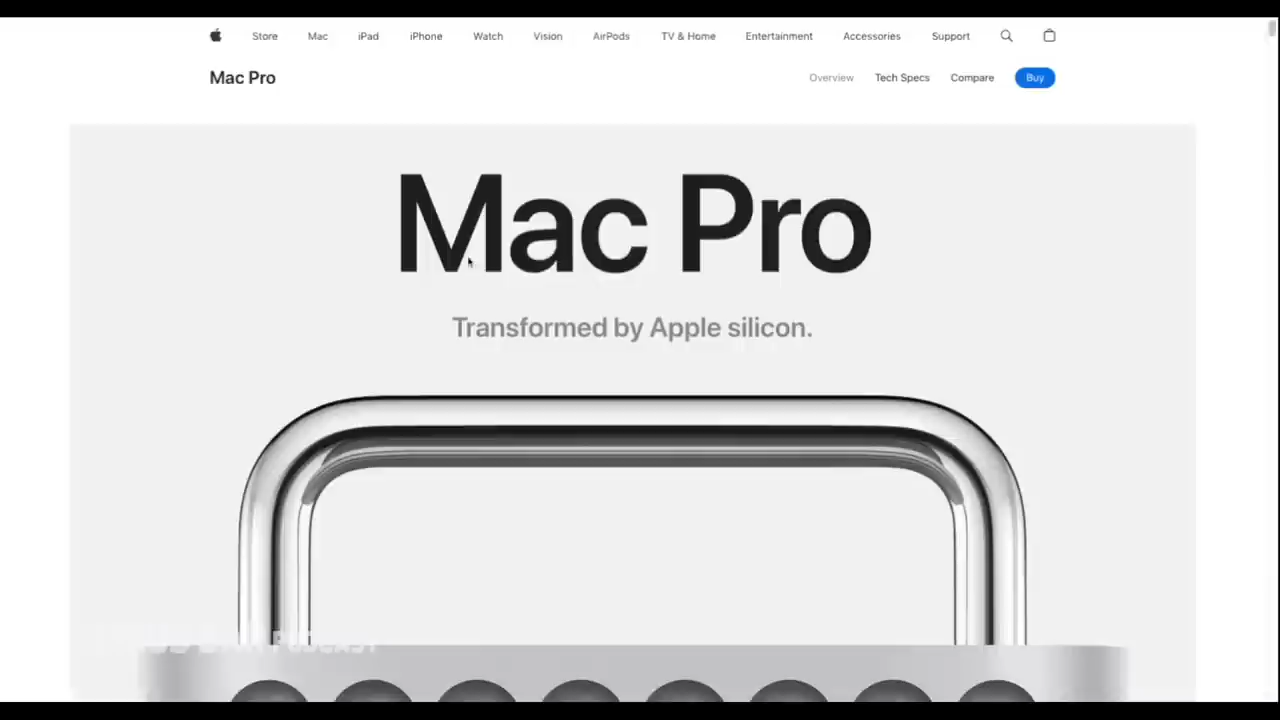 Store Mac iPad iPhone Watch Vision AirPods TV & Home Entertainment Accessories Support
Mac Pro Overview Tech Specs Compare Buy
Mac Pro
Transformed by Apple silicon.
PODCAST